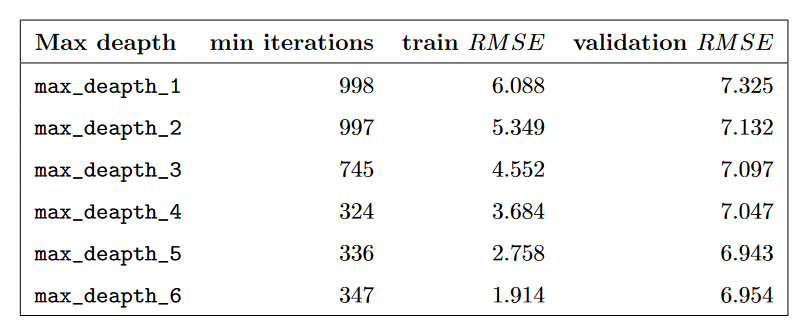 Max deapth min iterations train RMSE validation RMSE
max_deapth_1 998 6.088 7.325
max_deapth_2 997 5.349 7.132
max_deapth_3 745 4.552 7.097
max_deapth_4 324 3.684 7.047
max_deapth_5 336 2.758 6.943
max_deapth_6 347 1.914 6.954